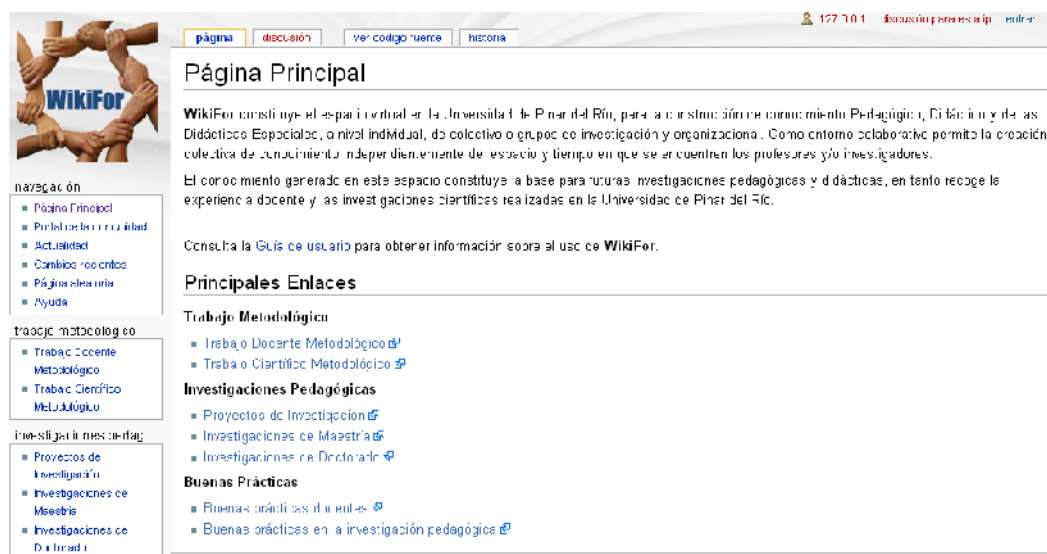 127.0.0.1 discusión para esta ip entrar
página discusión ver código fuente historia
WikiFor
Página Principal
WikiFor constituye el espacio virtual en la Universidad de Pinar del Río, para la construcción de conocimiento Pedagógico, Didáctico y de las
Didácticas Especiales, a nivel individual, de colectivo o grupos de investigación y organizacional. Como entorno colaborativo permite la creación
colectiva de conocimiento independientemente del espacio y tiempo en que se encuentren los profesores y/o investigadores.
El conocimiento generado en este espacio constituye la base para futuras investigaciones pedagógicas y didácticas, en tanto recoge la
experiencia docente y las investigaciones científicas realizadas en la Universidad de Pinar del Río.
Consulta la Guía de usuario para obtener información sobre el uso de WikiFor.
Principales Enlaces
Trabajo Metodológico
Trabajo Docente Metodológico
Trabajo Científico Metodológico
Investigaciones Pedagógicas
Proyectos de Investigación
Investigaciones de Maestría
Investigaciones de Doctorado
Buenas Prácticas
Buenas prácticas docentes
Buenas prácticas en la investigación pedagógica
navegación
Página Principal
Portal de la comunidad
Actualidad
Cambios recientes
Página aleatoria
Ayuda
trabajo metodológico
Trabajo Docente
Metodológico
Trabajo Científico
Metodológico
investigaciones pedag
Proyectos de
Investigación
Investigaciones de
Maestría
Investigaciones de
Doctorado